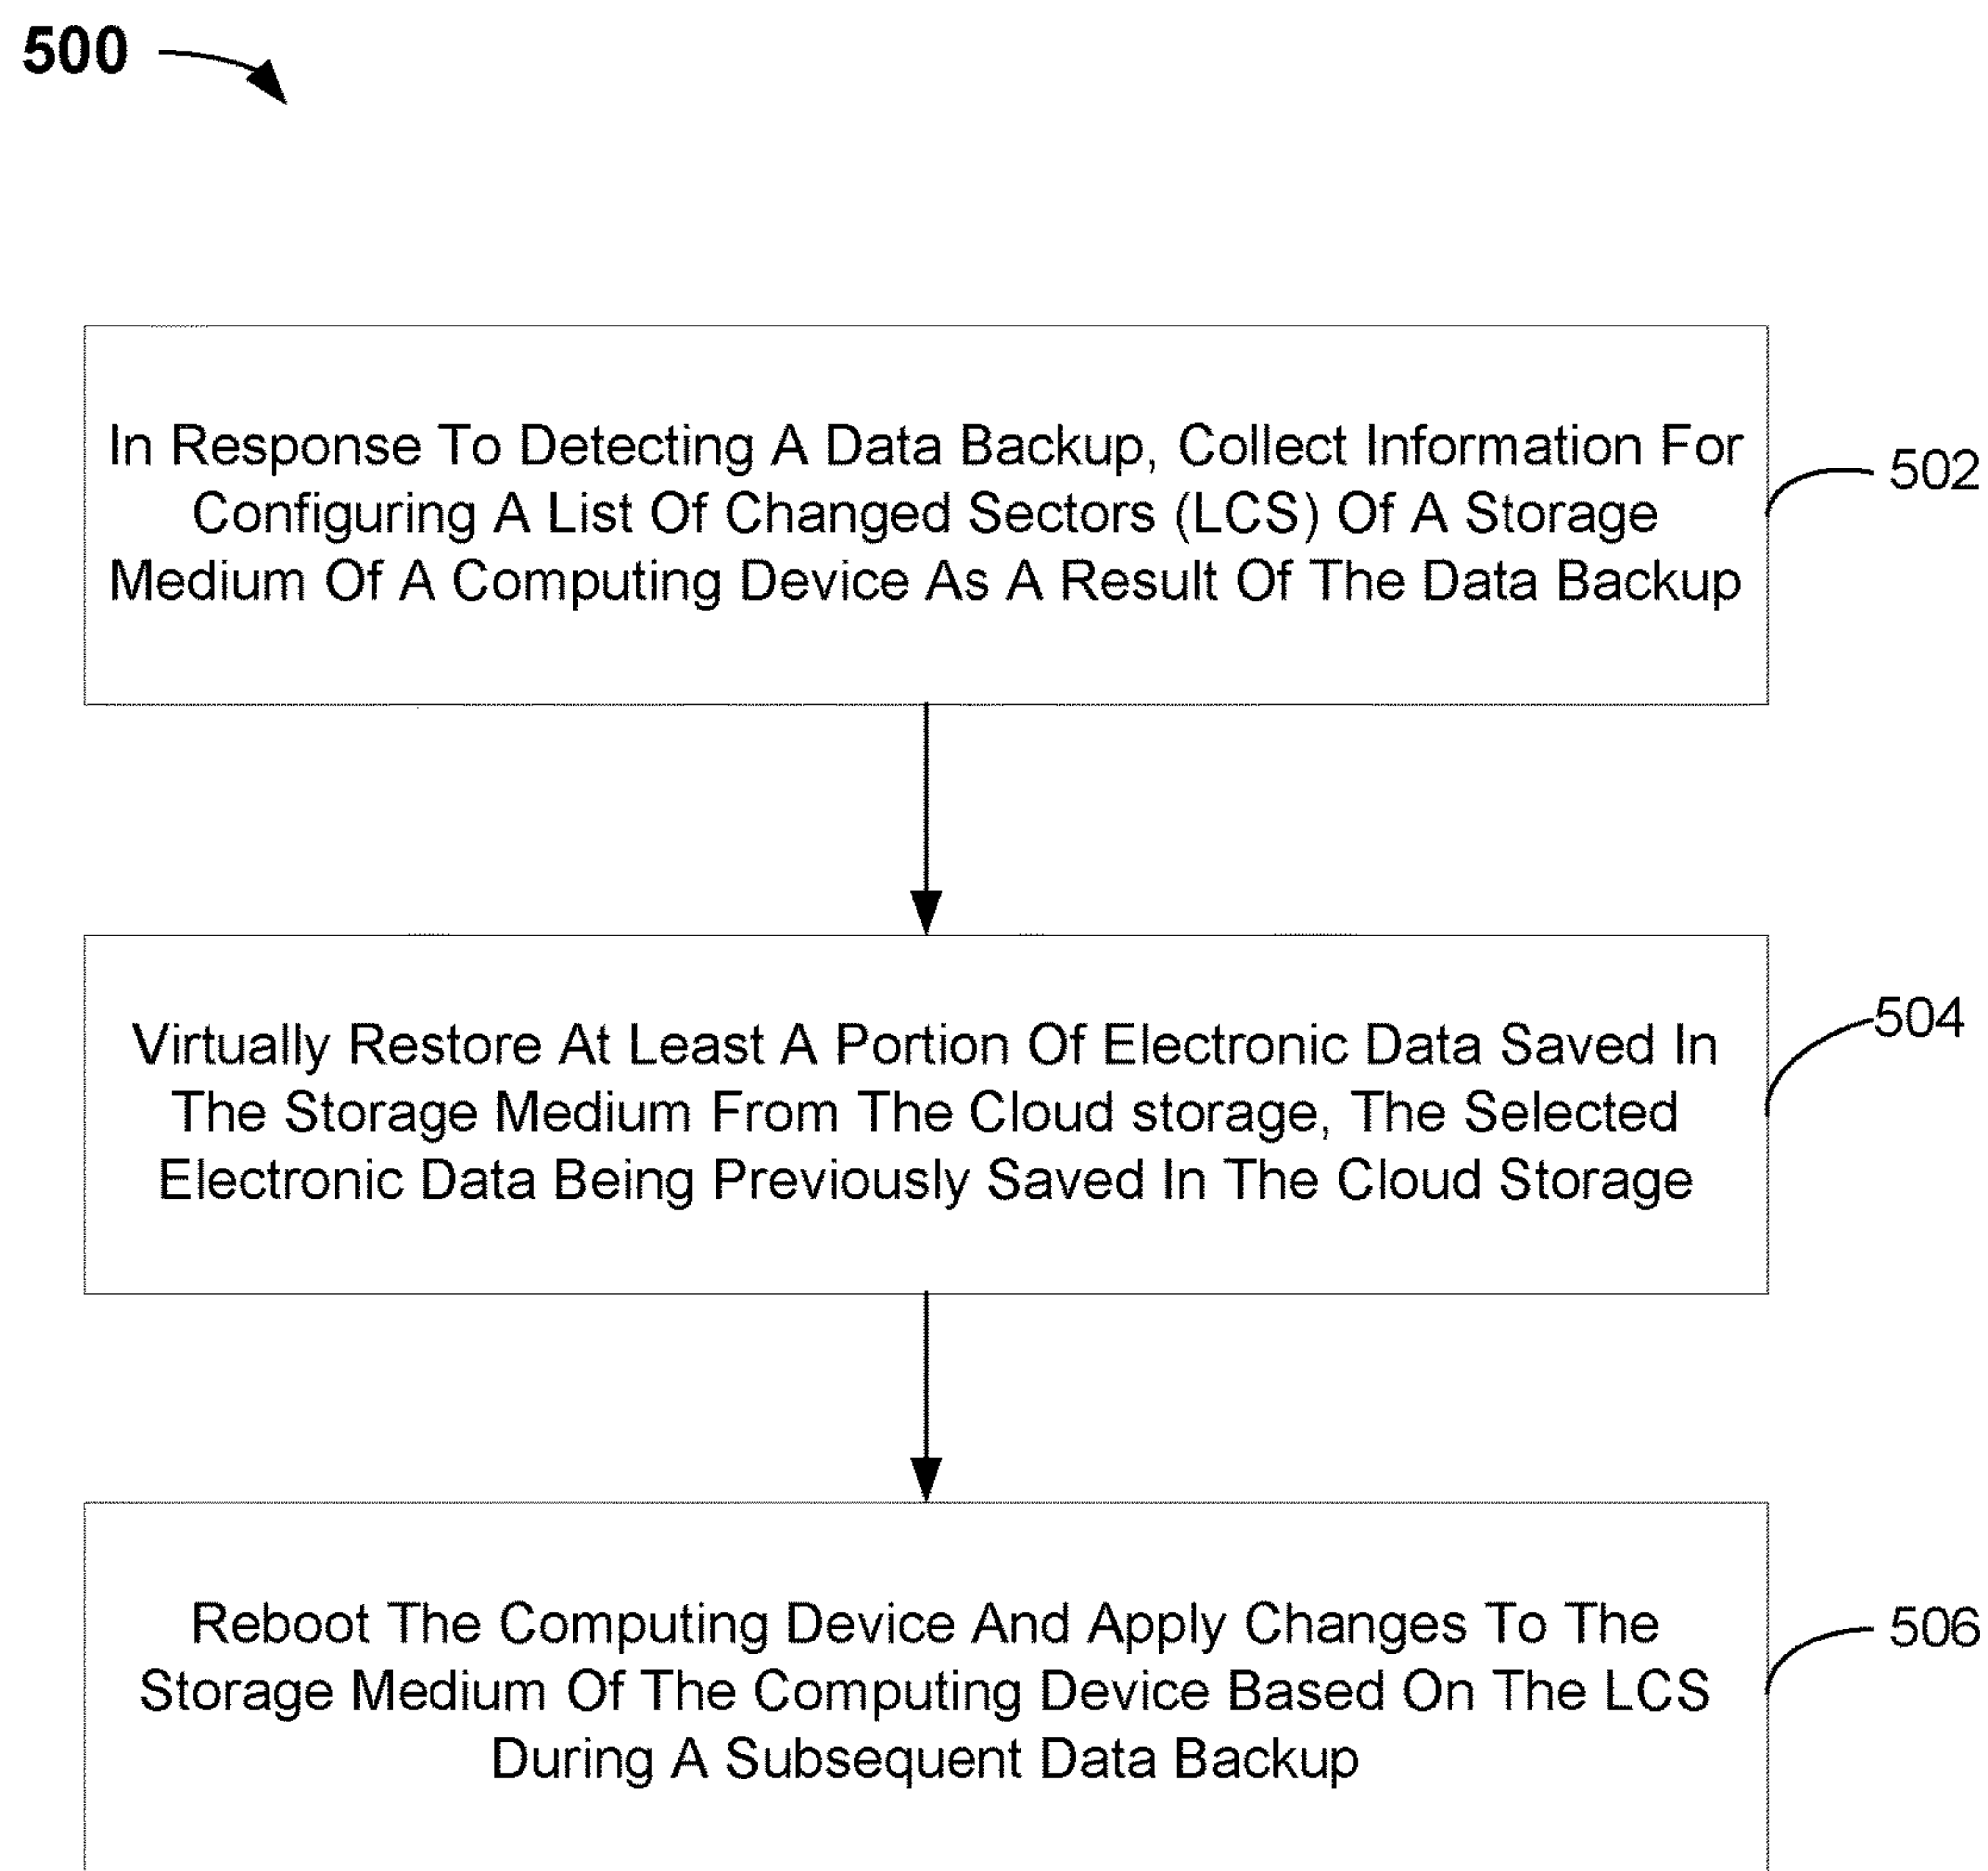 500
In Response To Detecting A Data Backup, Collect Information For
Configuring A List Of Changed Sectors (LCS) Of A Storage
Medium Of A Computing Device As A Result Of The Data Backup
502
Virtually Restore At Least A Portion Of Electronic Data Saved In
The Storage Medium From The Cloud storage, The Selected
Electronic Data Being Previously Saved In The Cloud Storage
504
Reboot The Computing Device And Apply Changes To The
Storage Medium Of The Computing Device Based On The LCS
During A Subsequent Data Backup
506